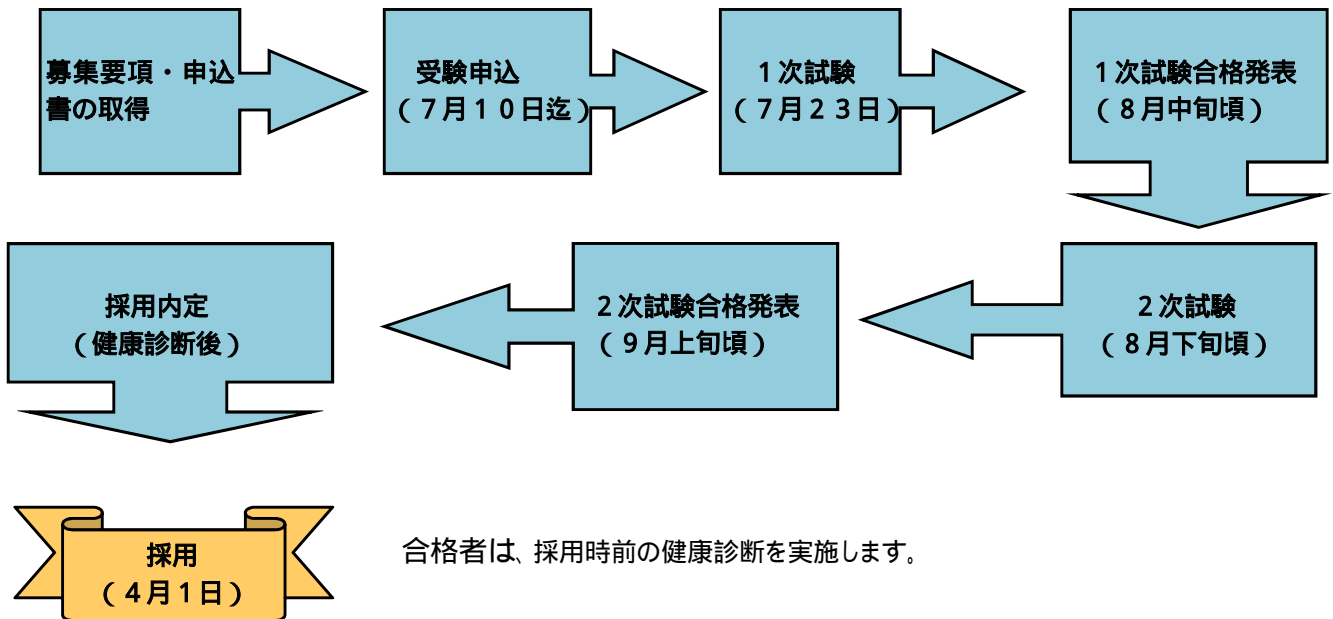 募集要項・申込
書の取得
受験申込
（７月１０日迄）
１次試験
（７月２３日）
１次試験合格発表
（８月中旬頃）
２次試験
（８月下旬頃）
２次試験合格発表
（９月上旬頃）
採用内定
（健康診断後）
採用
（４月１日）
合格者は、採用時前の健康診断を実施します。